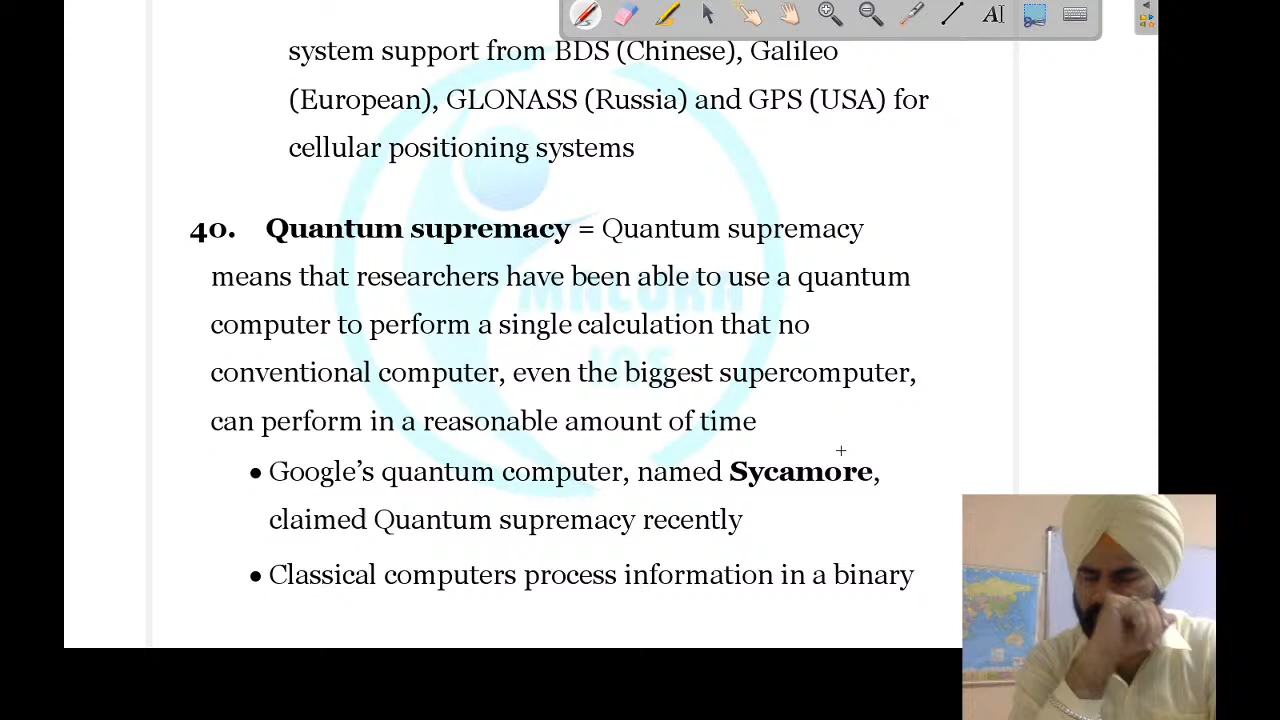 system support from BDS (Chinese), Galileo
(European), GLONASS (Russia) and GPS (USA) for
cellular positioning systems
40. Quantum supremacy = Quantum supremacy
means that researchers have been able to use a quantum
computer to perform a single calculation that no
conventional computer, even the biggest supercomputer,
can perform in a reasonable amount of time
• Google’s quantum computer, named Sycamore,
claimed Quantum supremacy recently
• Classical computers process information in a binary